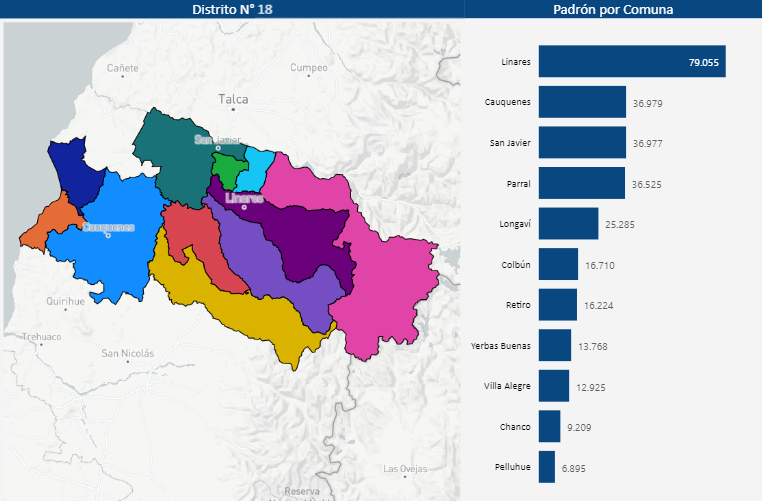 Distrito N° 18
Padrón por Comuna
Cañete
Cumpeo
Talca
San Javier
Linares
Cauquenes
Quirihue
Trehuaco
San Nicolás
Las Ovejas
Reserva
Linares 79.055
Cauquenes 36.979
San Javier 36.977
Parral 36.525
Longaví 25.285
Colbún 16.710
Retiro 16.224
Yerbas Buenas 13.768
Villa Alegre 12.925
Chanco 9.209
Pelluhue 6.895